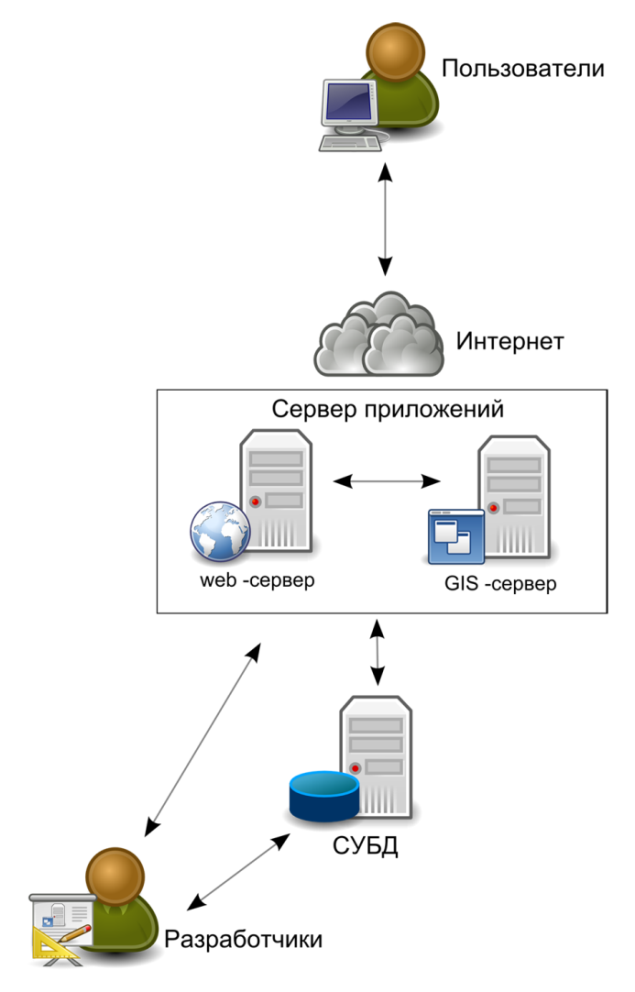 Пользователи
Интернет
Сервер приложений
web -сервер
GIS -сервер
СУБД
Разработчики